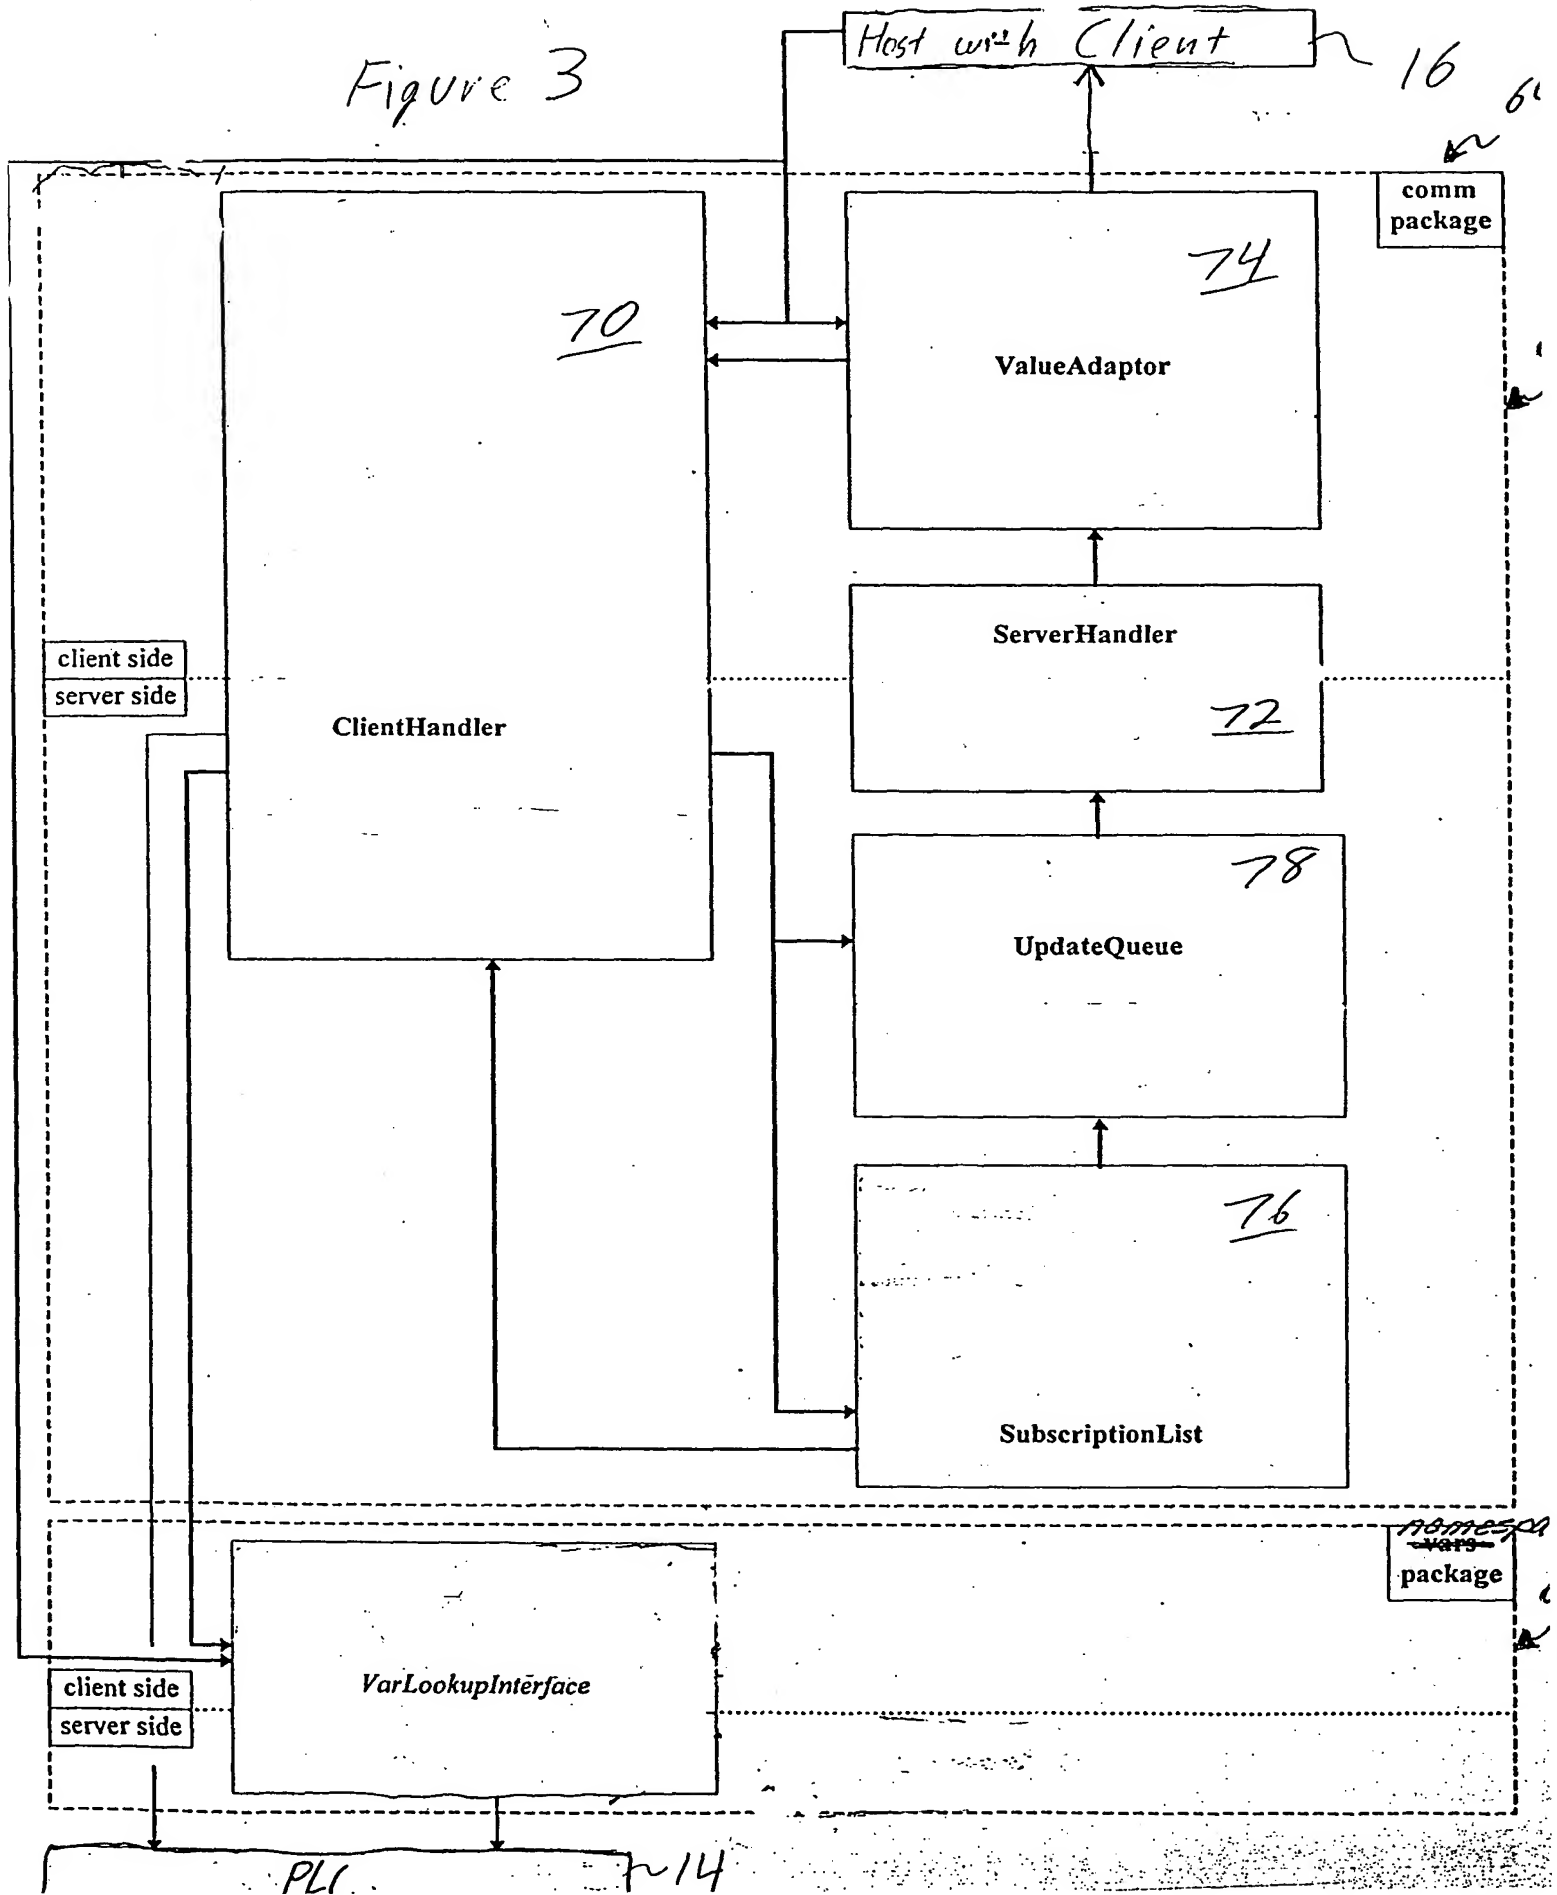 Host with Client
16
Figure 3
comm
package
74
70
ValueAdaptor
ServerHandler
client side
server side
72
ClientHandler
78
UpdateQueue
76
SubscriptionList
vars
package
VarLookupInterface
client side
server side
PLC
14